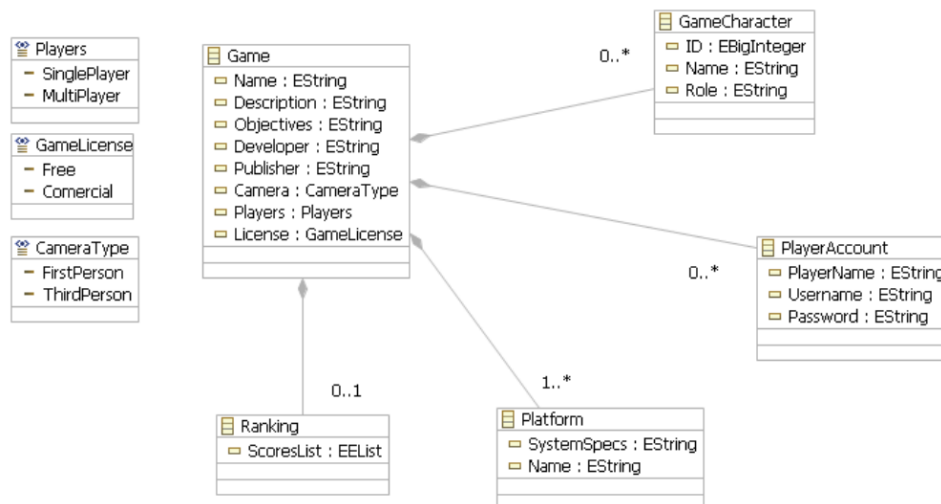 Players
SinglePlayer
MultiPlayer
GameLicense
Free
Comercial
CameraType
FirstPerson
ThirdPerson
Game
Name : EString
Description : EString
Objectives : EString
Developer : EString
Publisher : EString
Camera : CameraType
Players : Players
License : GameLicense
0..*
GameCharacter
ID : EBigInteger
Name : EString
Role : EString
0..*
PlayerAccount
PlayerName : EString
Username : EString
Password : EString
0..1
Ranking
ScoresList : EEList
1..*
Platform
SystemSpecs : EString
Name : EString